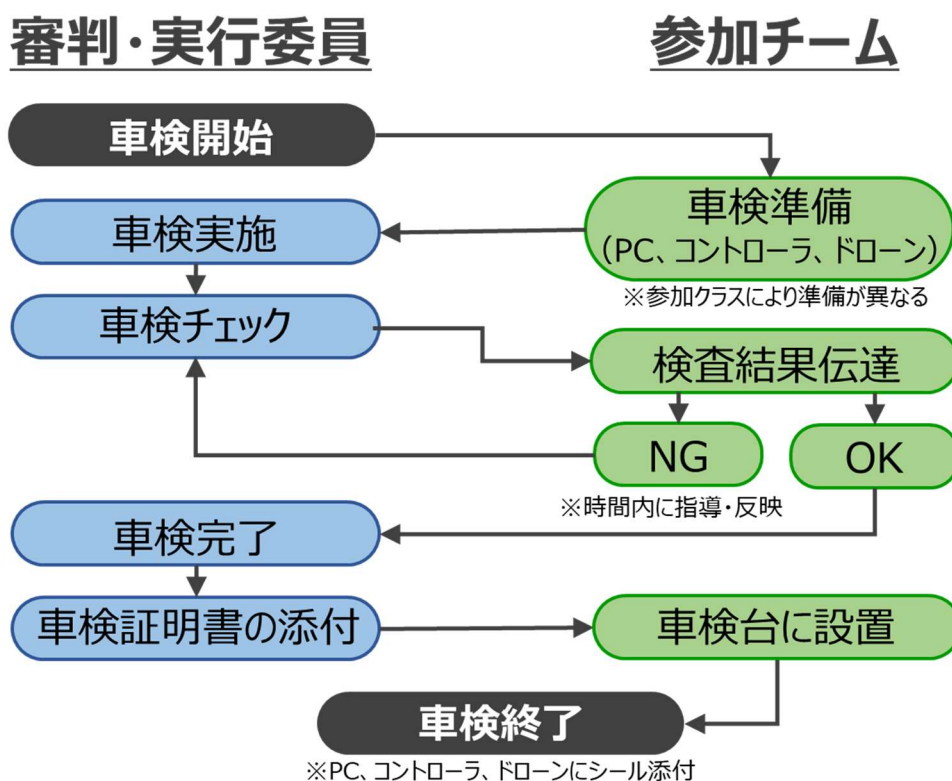 審判・実行委員
参加チーム
車検開始
車検準備
（PC、コントローラ、ドローン）
※参加クラスにより準備が異なる
車検実施
車検チェック
検査結果伝達
NG
OK
※時間内に指導・反映
車検完了
車検証明書の添付
車検台に設置
車検終了
※PC、コントローラ、ドローンにシール添付